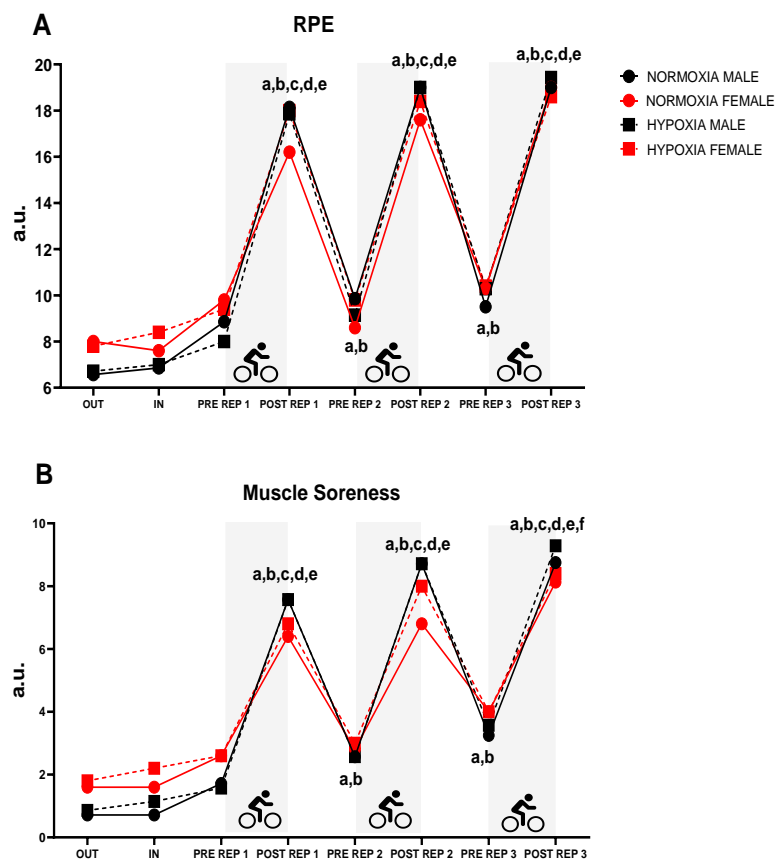 A
RPE
a.u.
20
18
16
14
12
10
8
6
a,b,c,d,e
a,b,c,d,e
a,b,c,d,e
a,b
a,b
OUT
IN
PRE REP 1
POST REP 1
PRE REP 2
POST REP 2
PRE REP 3
POST REP 3
NORMOXIA MALE
NORMOXIA FEMALE
HYPOXIA MALE
HYPOXIA FEMALE
B
Muscle Soreness
a.u.
10
8
6
4
2
0
a,b,c,d,e
a,b,c,d,e
a,b,c,d,e,f
a,b
a,b
OUT
IN
PRE REP 1
POST REP 1
PRE REP 2
POST REP 2
PRE REP 3
POST REP 3